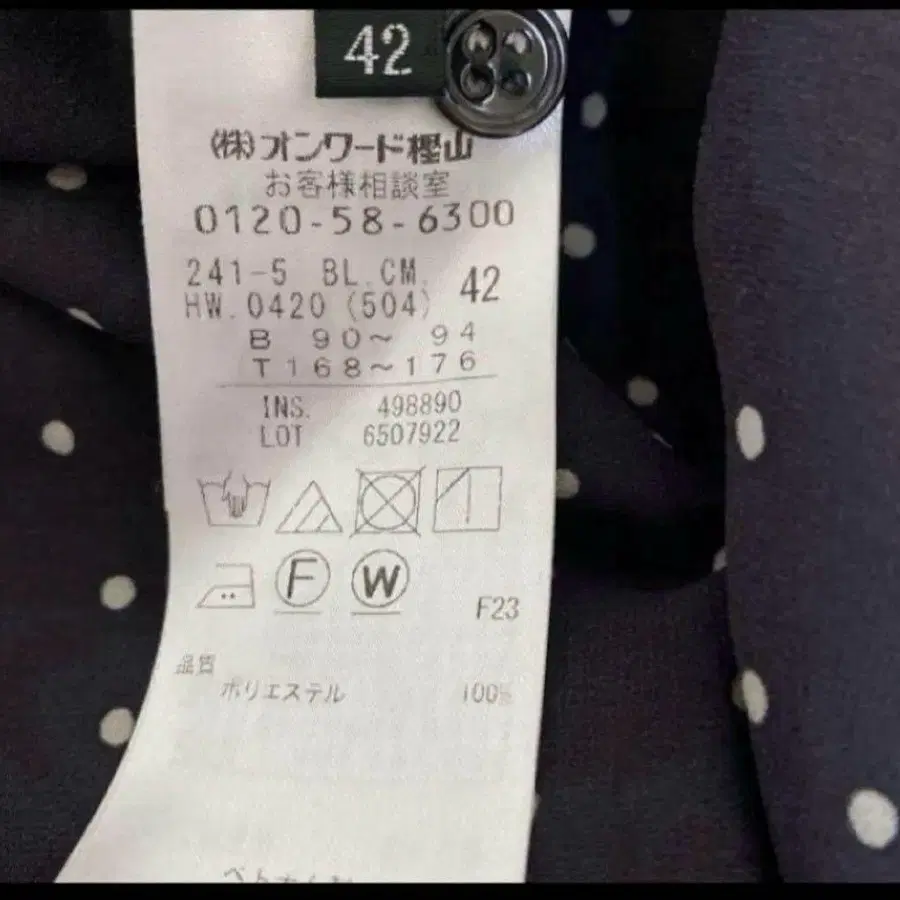 42
(株)オンワード樫山
お客様相談室
0120-58-6300
241-5 BL.CM. 42
HW.0420 (504)
B 90～ 94
T 168～176
INS. 498890
LOT 6507922
F W
F23
品質
ポリエステル 100%